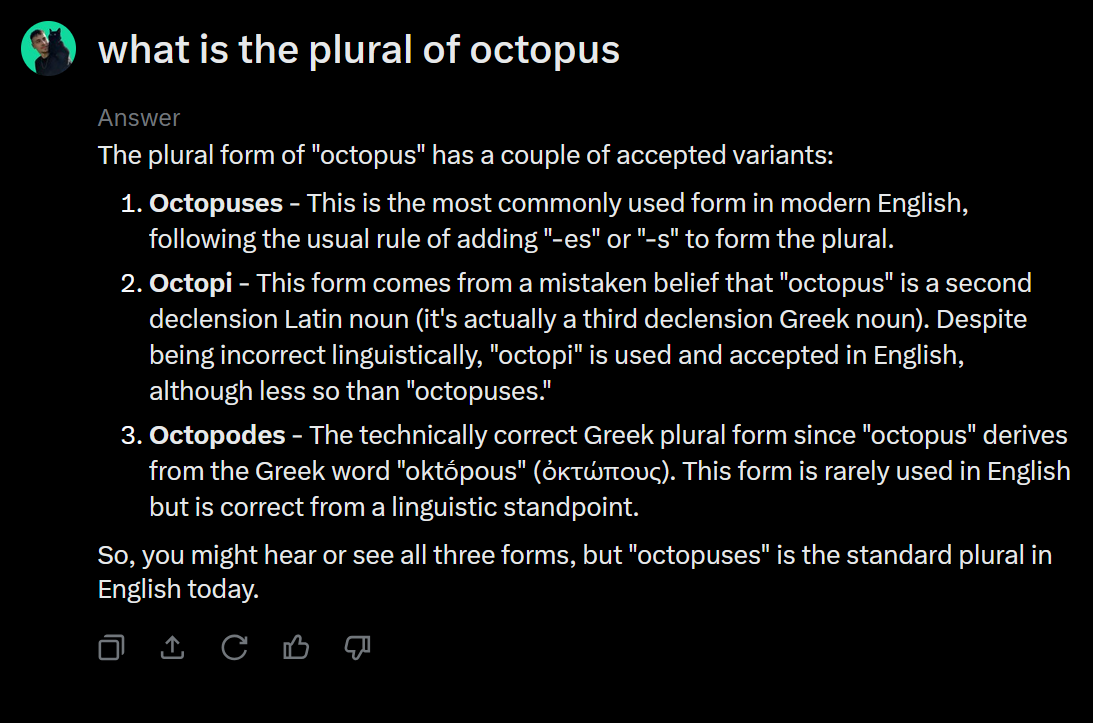 what is the plural of octopus
Answer
The plural form of "octopus" has a couple of accepted variants:
1. Octopuses - This is the most commonly used form in modern English,
following the usual rule of adding "-es" or "-s" to form the plural.
2. Octopi - This form comes from a mistaken belief that "octopus" is a second
declension Latin noun (it's actually a third declension Greek noun). Despite
being incorrect linguistically, "octopi" is used and accepted in English,
although less so than "octopuses."
3. Octopodes - The technically correct Greek plural form since "octopus" derives
from the Greek word "oktṓpous" (ὀκτώπους). This form is rarely used in English
but is correct from a linguistic standpoint.
So, you might hear or see all three forms, but "octopuses" is the standard plural in
English today.